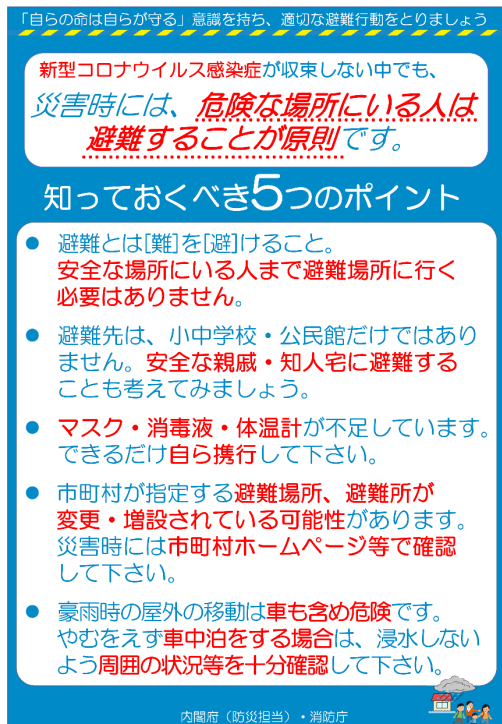 「自らの命は自らが守る」意識を持ち、適切な避難行動をとりましょう
新型コロナウイルス感染症が収束しない中でも、
災害時には、危険な場所にいる人は
避難することが原則です。
知っておくべき5つのポイント
● 避難とは[難]を[避]けること。
安全な場所にいる人まで避難場所に行く
必要はありません。
● 避難先は、小中学校・公民館だけではあり
ません。安全な親戚・知人宅に避難する
ことも考えてみましょう。
● マスク・消毒液・体温計が不足しています。
できるだけ自ら携行して下さい。
● 市町村が指定する避難場所、避難所が
変更・増設されている可能性があります。
災害時には市町村ホームページ等で確認
して下さい。
● 豪雨時の屋外の移動は車も含め危険です。
やむをえず車中泊をする場合は、浸水しない
よう周囲の状況等を十分確認して下さい。
内閣府（防災担当）・消防庁